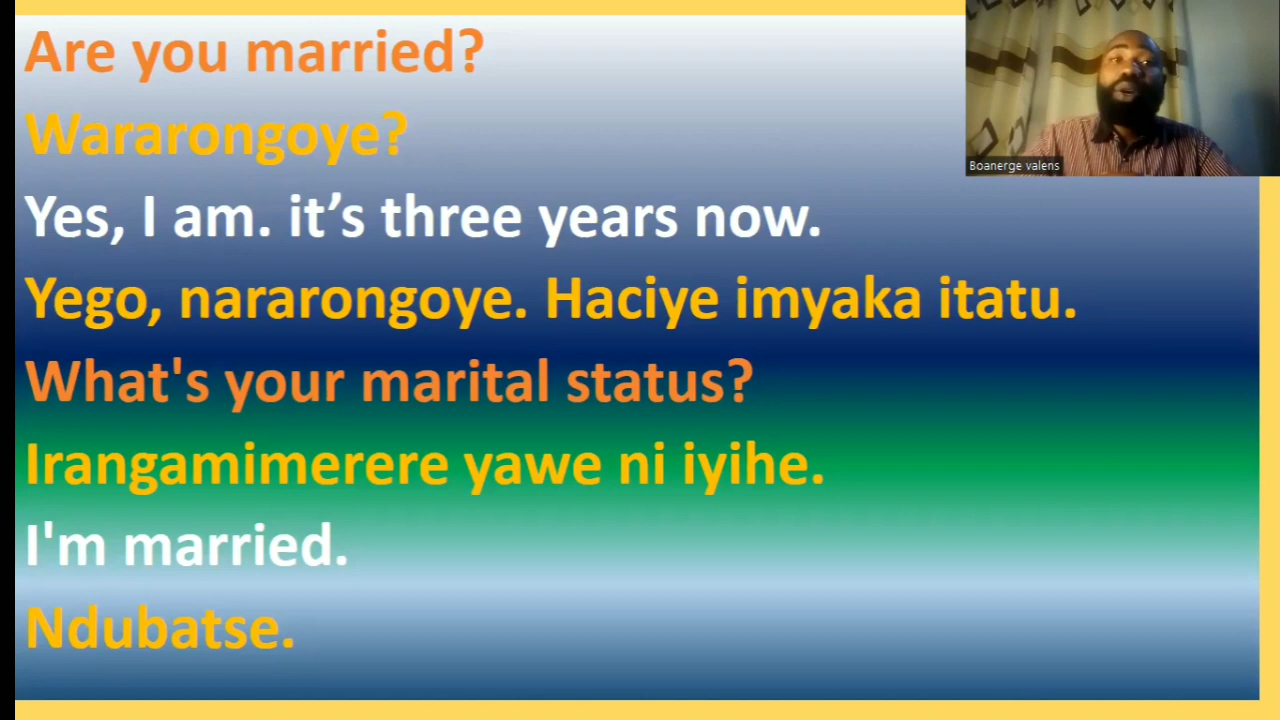 Are you married?
Wararongoye?
Yes, I am. it’s three years now.
Yego, nararongoye. Haciye imyaka itatu.
What's your marital status?
Irangamimerere yawe ni iyihe.
I'm married.
Ndubatse.
Boanerge valens